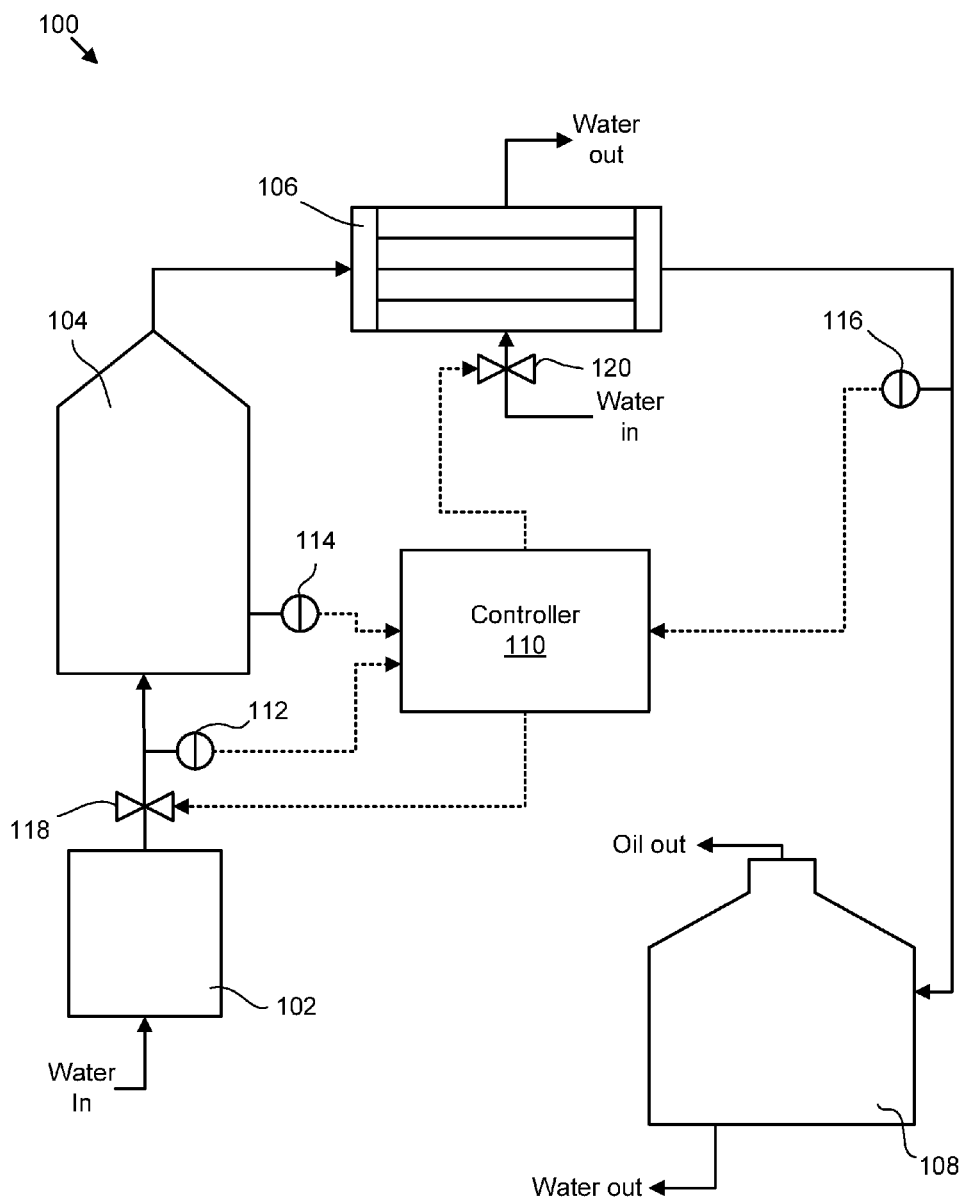 100
Water
out
106
104
116
120
Water
in
114
Controller
110
112
118
Oil out
102
Water
In
108
Water out